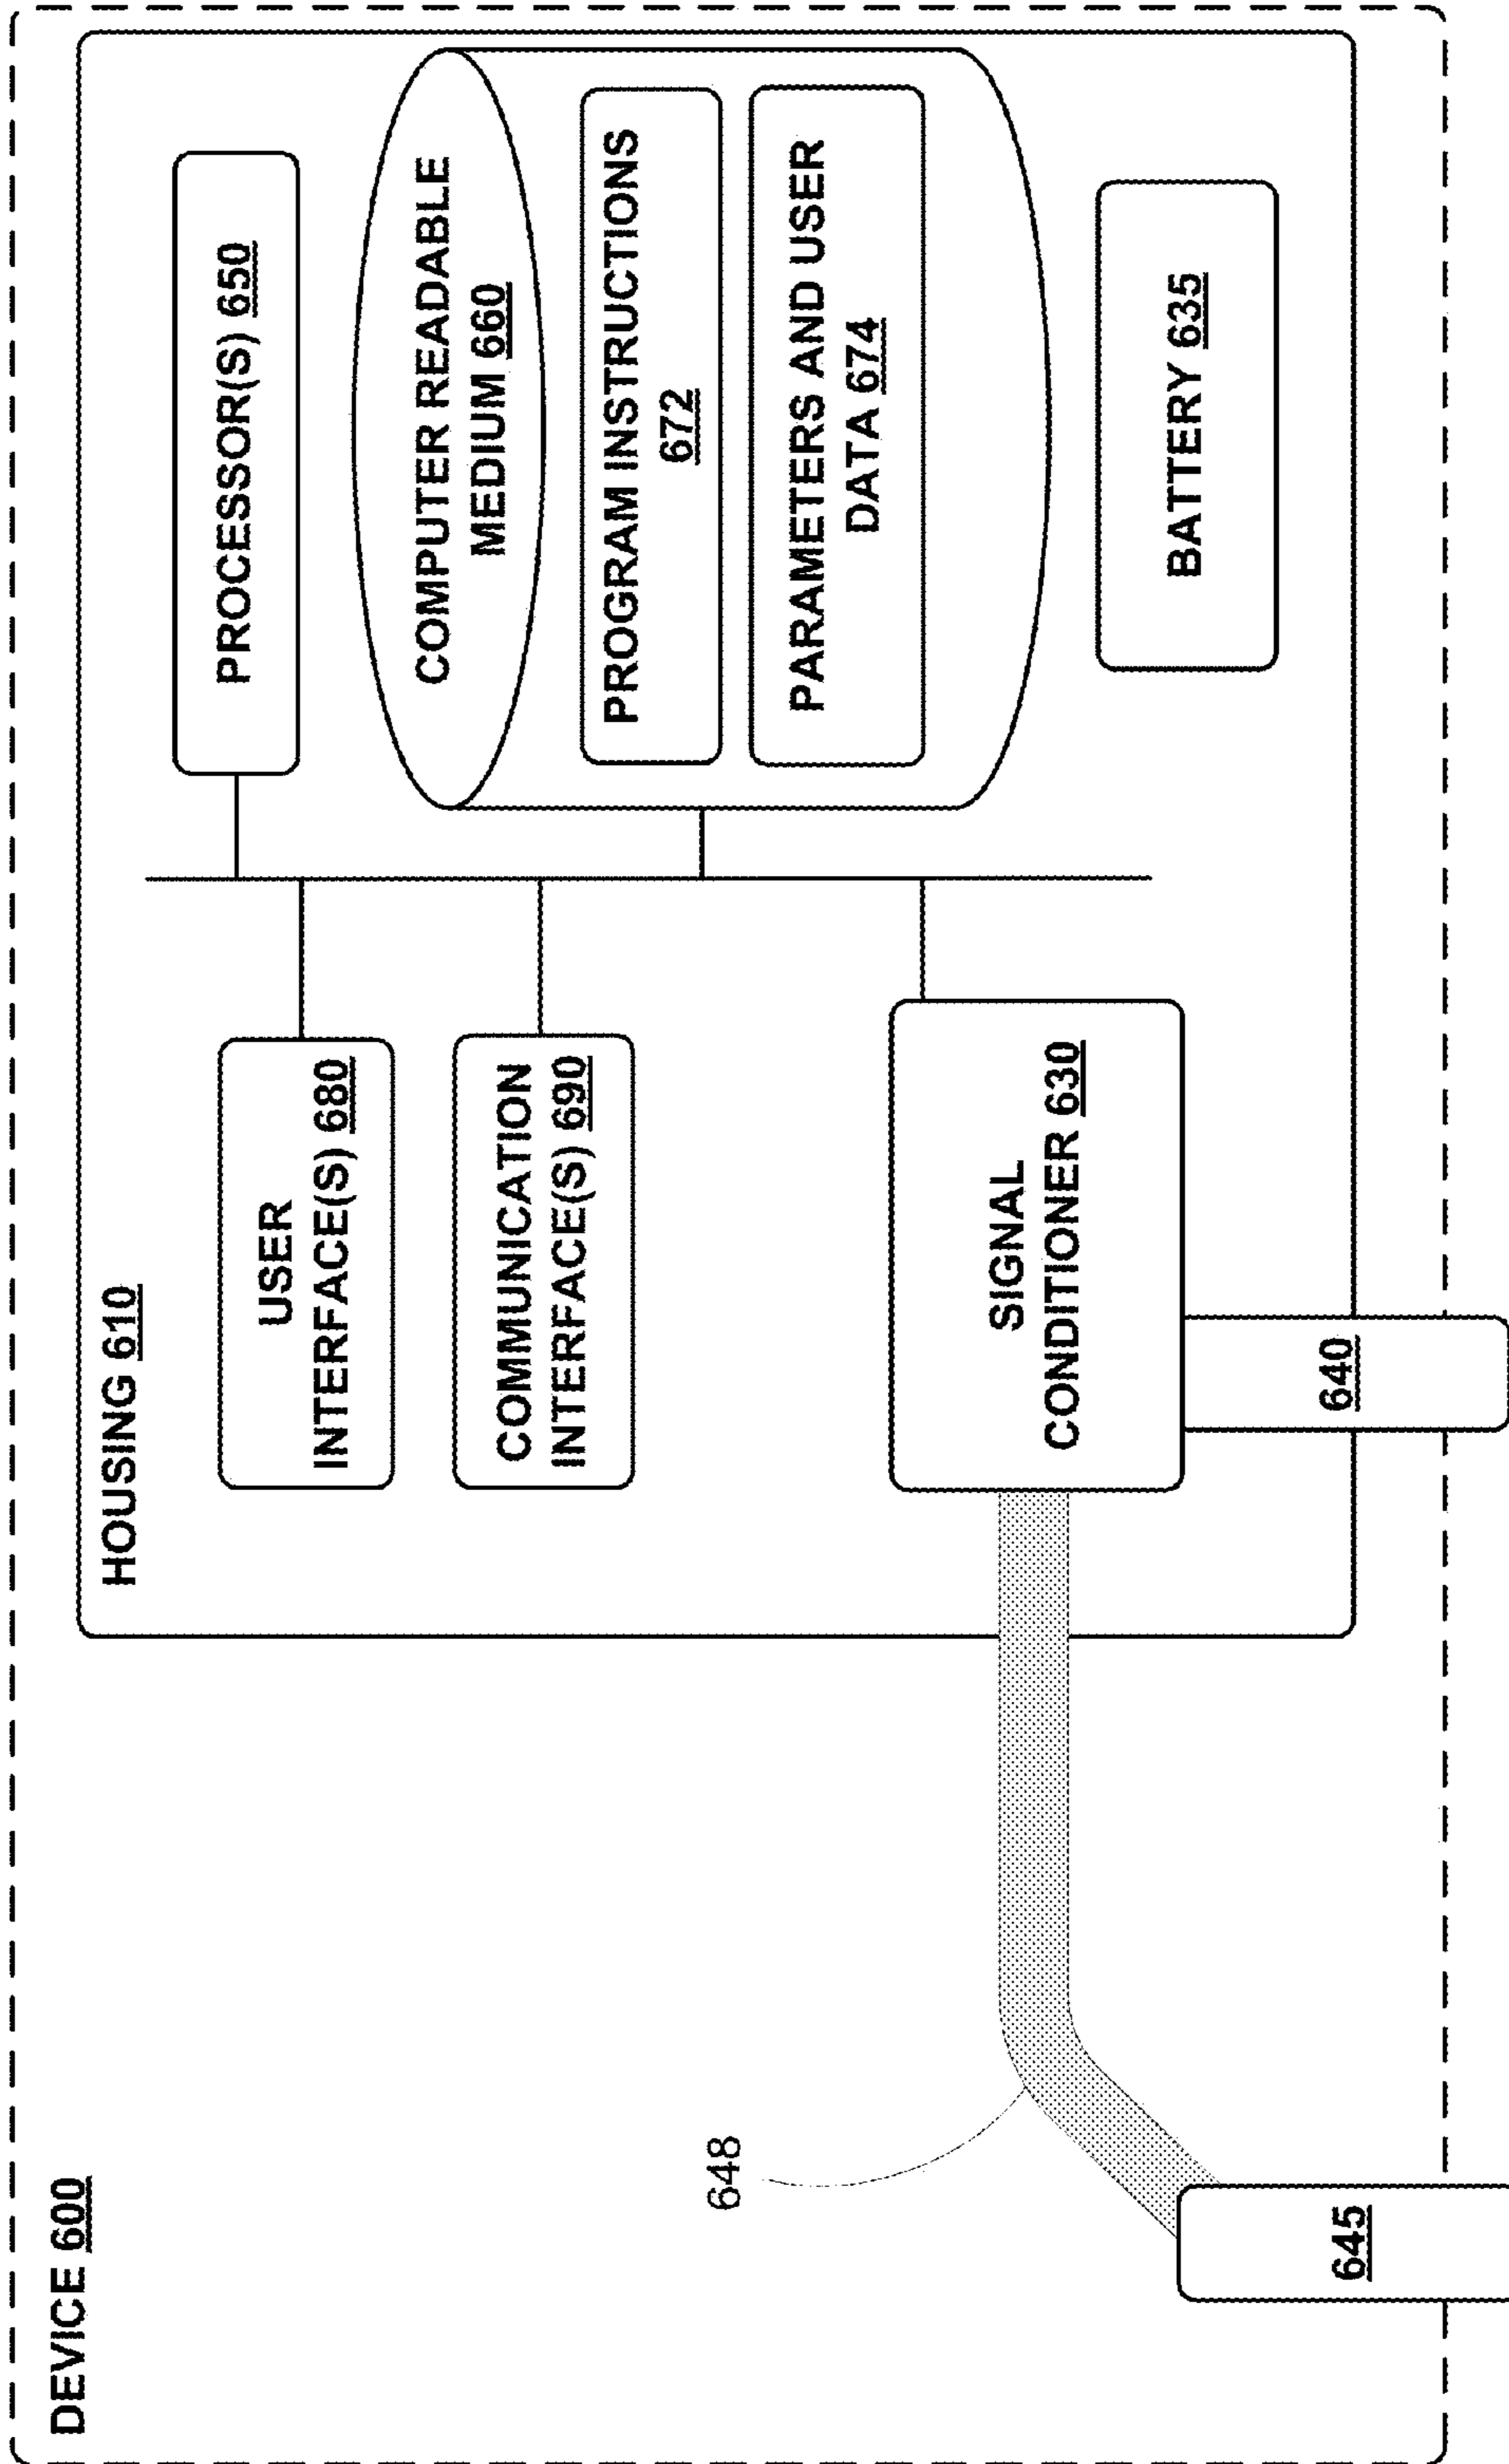 DEVICE 600
HOUSING 610
USER
INTERFACE(S) 680
COMMUNICATION
INTERFACE(S) 690
SIGNAL
CONDITIONER 630
PROCESSOR(S) 650
COMPUTER READABLE
MEDIUM 660
PROGRAM INSTRUCTIONS
672
PARAMETERS AND USER
DATA 674
BATTERY 635
648
645
640